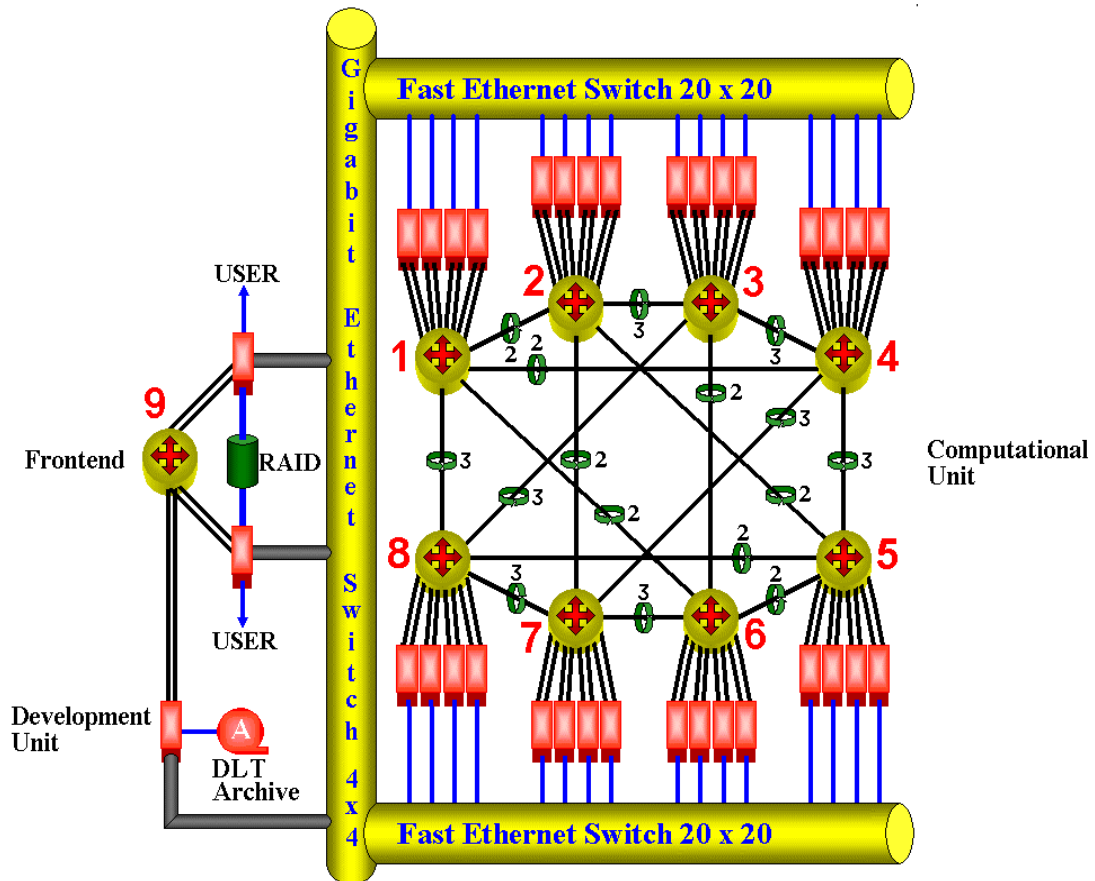 Gigabit Ethernet Switch 4x4
Fast Ethernet Switch 20 x 20
USER
2
3
3
1
2
2
3
4
2
3
9
2
3
Frontend
RAID
3
2
3
Computational
Unit
3
2
2
8
2
5
3
3
2
7
6
USER
Development
Unit
A
DLT
Archive
Fast Ethernet Switch 20 x 20